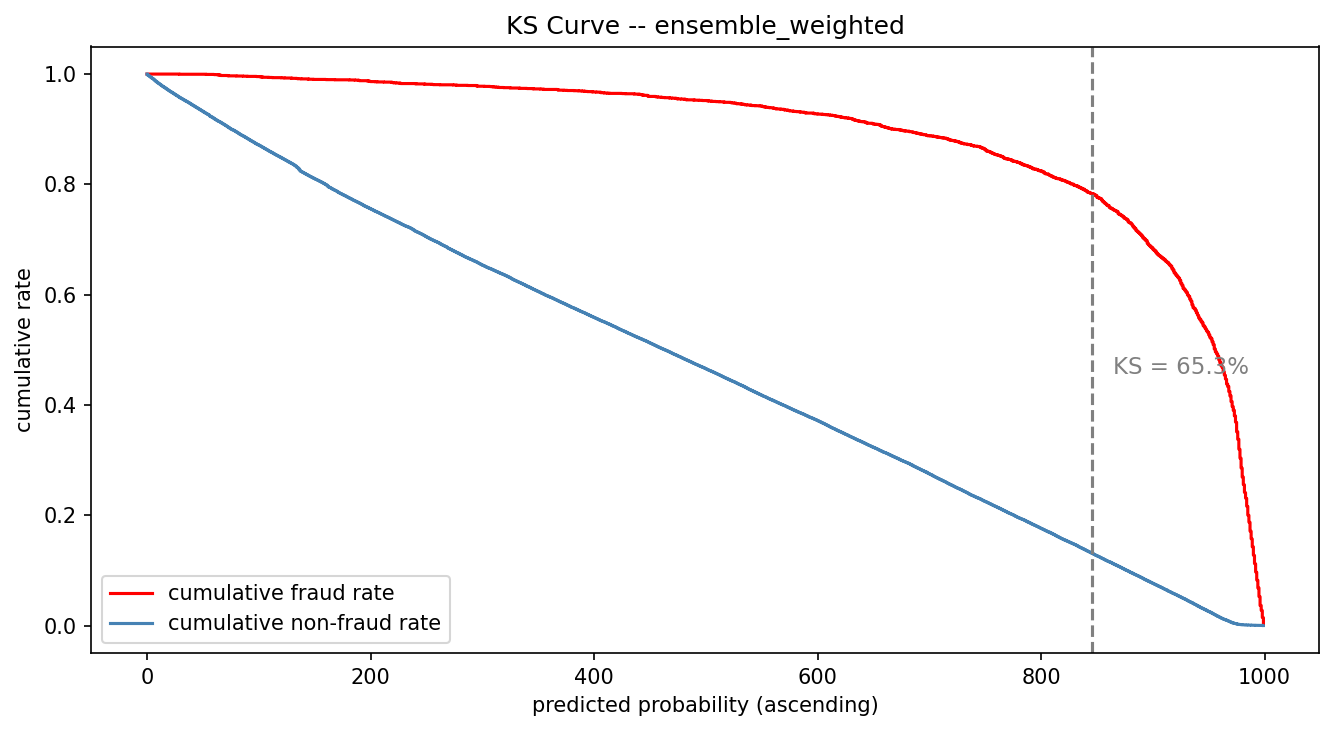 KS Curve -- ensemble_weighted
cumulative rate
1.0
0.8
0.6
0.4
0.2
0.0
KS = 65.3%
cumulative fraud rate
cumulative non-fraud rate
0 200 400 600 800 1000
predicted probability (ascending)